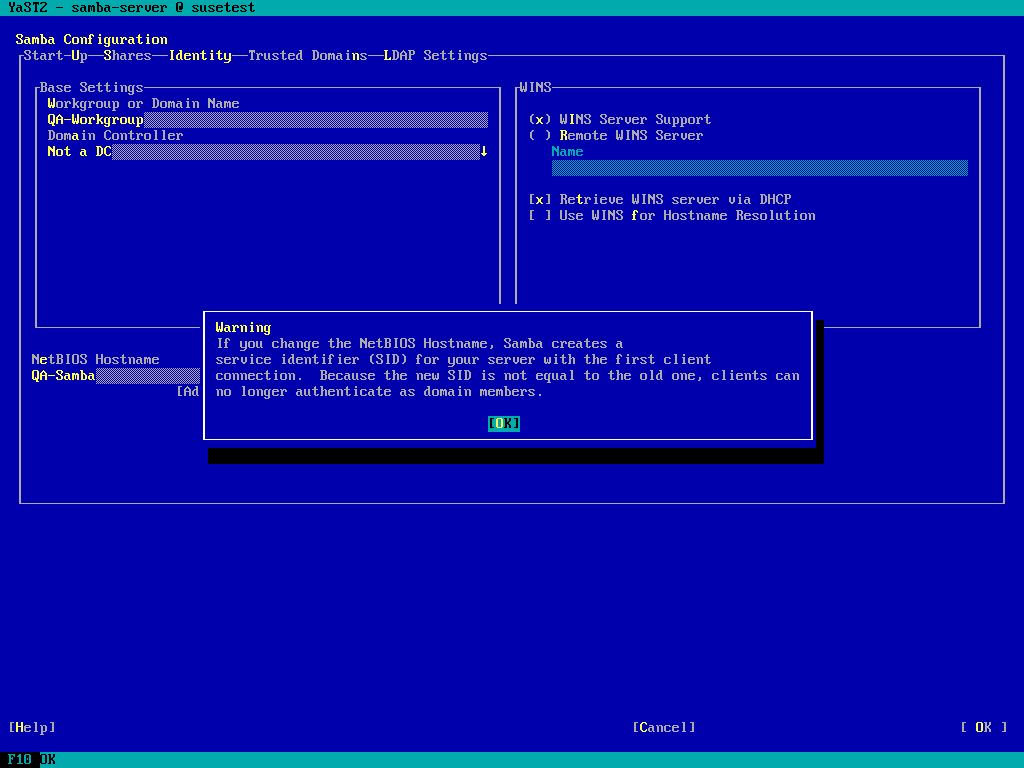 YaST2 - samba-server @ susetest
Samba Configuration
Start-Up Shares Identity Trusted Domains LDAP Settings
Base Settings
Workgroup or Domain Name
QA-Workgroup
Domain Controller
Not a DC ↓
WINS
(x) WINS Server Support
( ) Remote WINS Server
Name
[x] Retrieve WINS server via DHCP
[ ] Use WINS for Hostname Resolution
NetBIOS Hostname
QA-Samba
[Ad
Warning
If you change the NetBIOS Hostname, Samba creates a
service identifier (SID) for your server with the first client
connection.  Because the new SID is not equal to the old one, clients can
no longer authenticate as domain members.
[OK]
[Help] [Cancel] [ OK ]
F10 OK